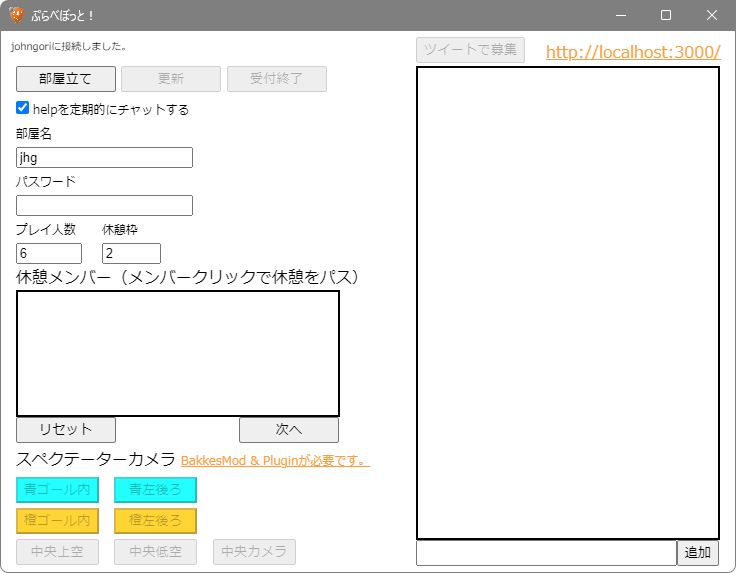 ぷらべぼっと！
johngoriに接続しました。
ツイートで募集
http://localhost:3000/
部屋立て
更新
受付終了
helpを定期的にチャットする
部屋名
jhg
パスワード
プレイ人数
休憩枠
6
2
休憩メンバー（メンバークリックで休憩をパス）
リセット
次へ
スペクテーターカメラ BakkesMod & Pluginが必要です。
青ゴール内
青左後ろ
橙ゴール内
橙左後ろ
中央上空
中央低空
中央カメラ
追加